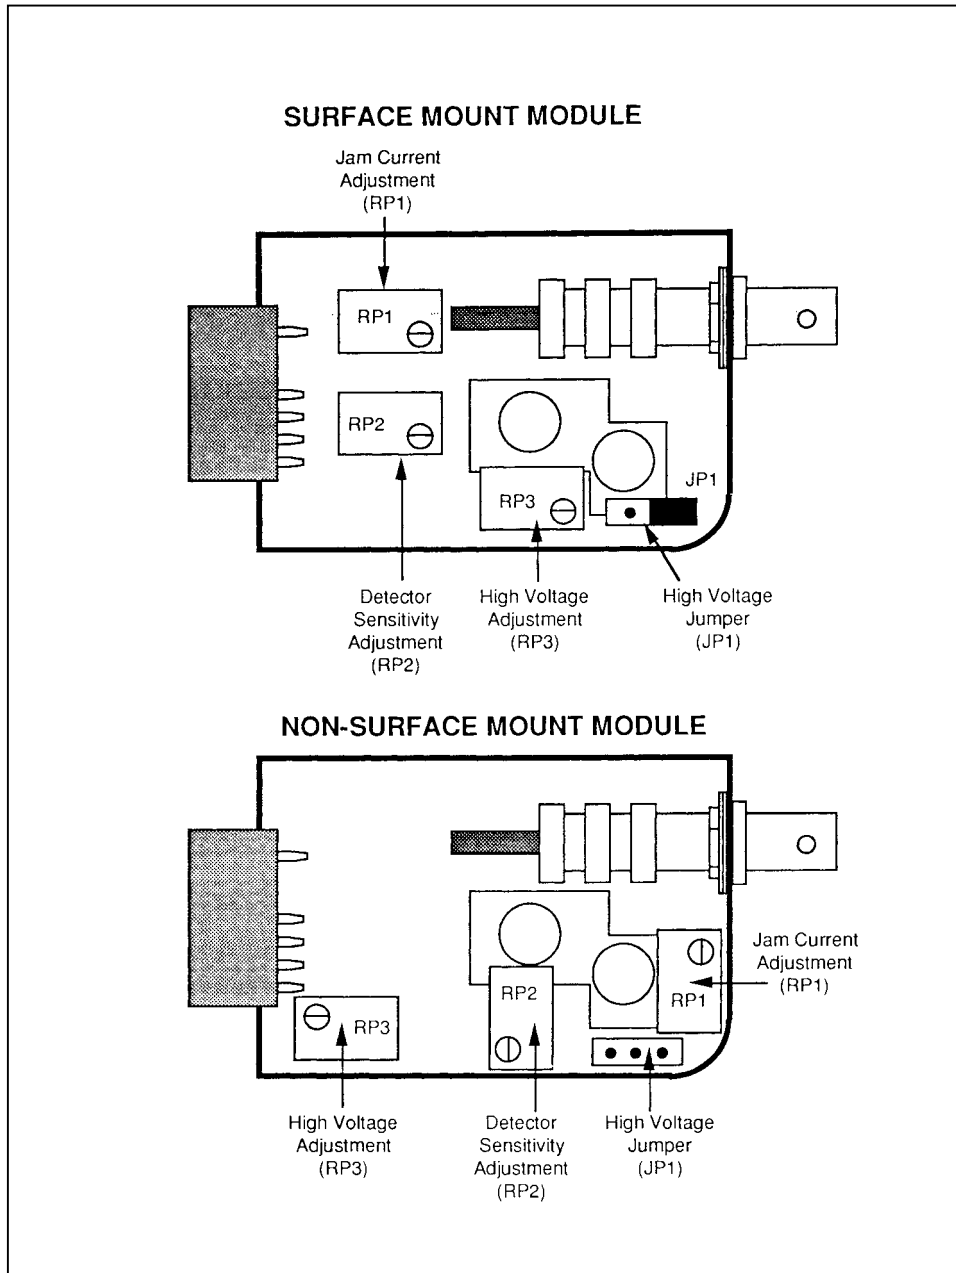 SURFACE MOUNT MODULE
Jam Current
Adjustment
(RP1)
RP1
RP2
RP3
JP1
Detector
Sensitivity
Adjustment
(RP2)
High Voltage
Adjustment
(RP3)
High Voltage
Jumper
(JP1)
NON-SURFACE MOUNT MODULE
RP3
RP2
RP1
Jam Current
Adjustment
(RP1)
High Voltage
Adjustment
(RP3)
Detector
Sensitivity
Adjustment
(RP2)
High Voltage
Jumper
(JP1)